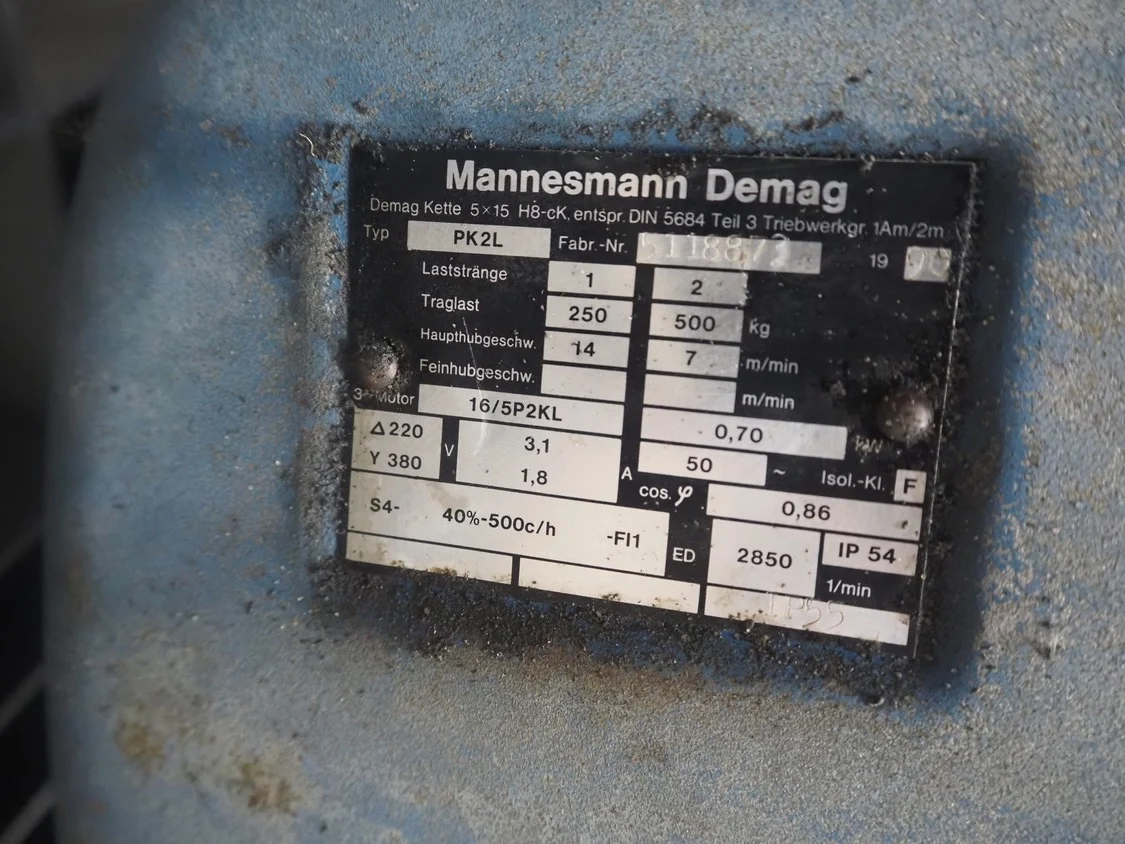 Mannesmann Demag
Demag Kette 5×15 H8-cK, entspr. DIN 5684 Teil 3 Triebwerkgr. 1Am/2m
Typ PK2L Fabr.-Nr. 19
Laststränge 1 2
Traglast 250 500 kg
Haupthubgeschw. 14 7 m/min
Feinhubgeschw. m/min
3~Motor 16/5P2KL 0,70 kW
Δ 220 V 3,1 A 50 ~ Isol.-Kl. F
Y 380 1,8 cos. φ 0,86
S4- 40%-500c/h -FI1 ED 2850 1/min IP 54
IP55